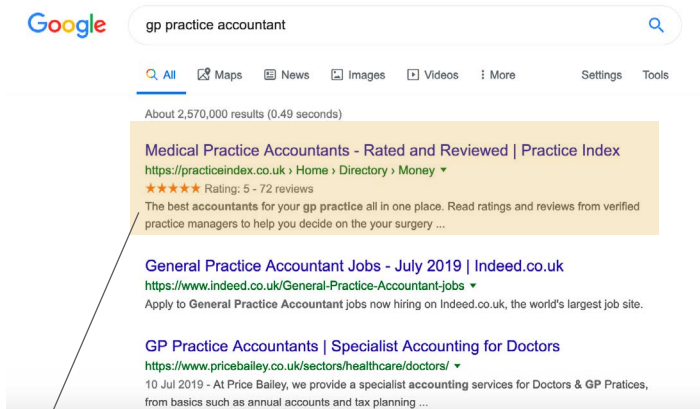 Google
gp practice accountant
All Maps News Images Videos More Settings Tools
About 2,570,000 results (0.49 seconds)
Medical Practice Accountants - Rated and Reviewed | Practice Index
https://practiceindex.co.uk › Home › Directory › Money
Rating: 5 - 72 reviews
The best accountants for your gp practice all in one place. Read ratings and reviews from verified
practice managers to help you decide on the your surgery ...
General Practice Accountant Jobs - July 2019 | Indeed.co.uk
https://www.indeed.co.uk/General-Practice-Accountant-jobs
Apply to General Practice Accountant jobs now hiring on Indeed.co.uk, the world's largest job site.
GP Practice Accountants | Specialist Accounting for Doctors
https://www.pricebailey.co.uk/sectors/healthcare/doctors/
10 Jul 2019 - At Price Bailey, we provide a specialist accounting services for Doctors & GP Pratices,
from basics such as annual accounts and tax planning ...